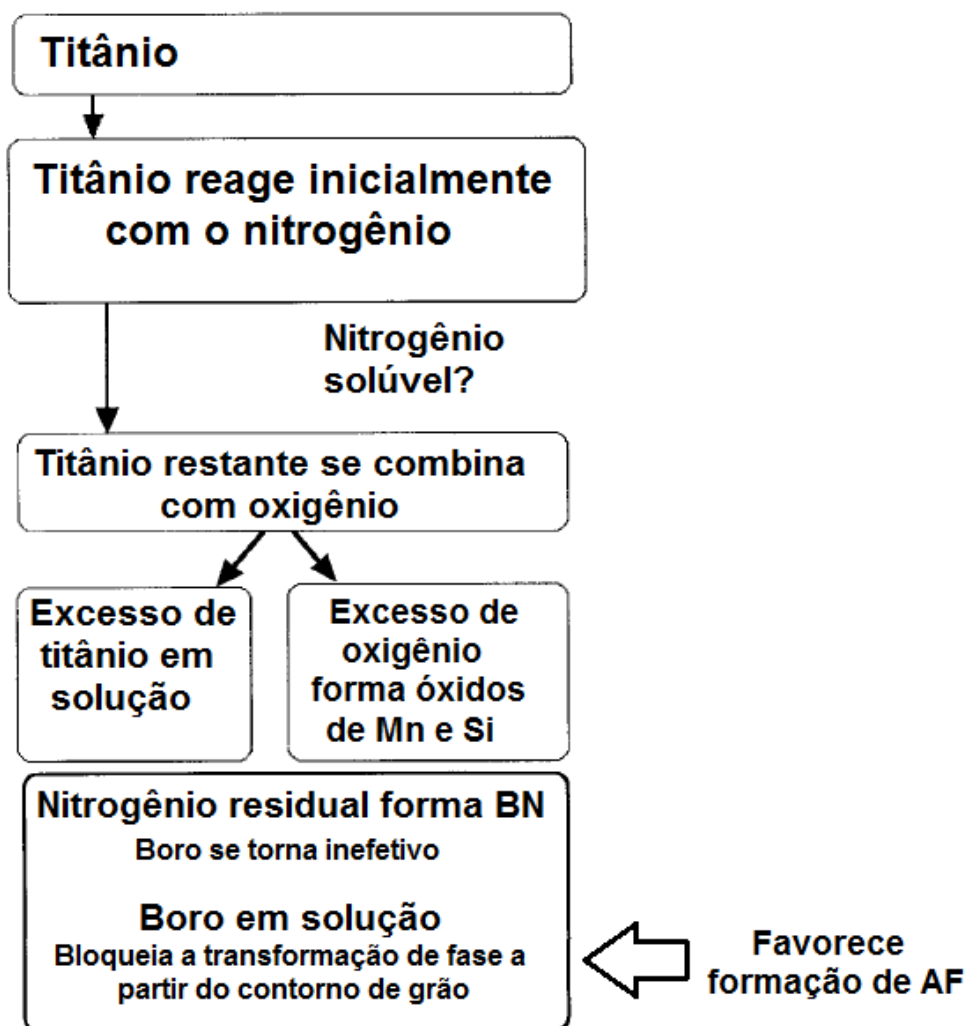 Titânio
Titânio reage inicialmente
com o nitrogênio
Nitrogênio
solúvel?
Titânio restante se combina
com oxigênio
Excesso de
titânio em
solução
Excesso de
oxigênio
forma óxidos
de Mn e Si
Nitrogênio residual forma BN
Boro se torna inefetivo
Boro em solução
Bloqueia a transformação de fase a
partir do contorno de grão
Favorece
formação de AF